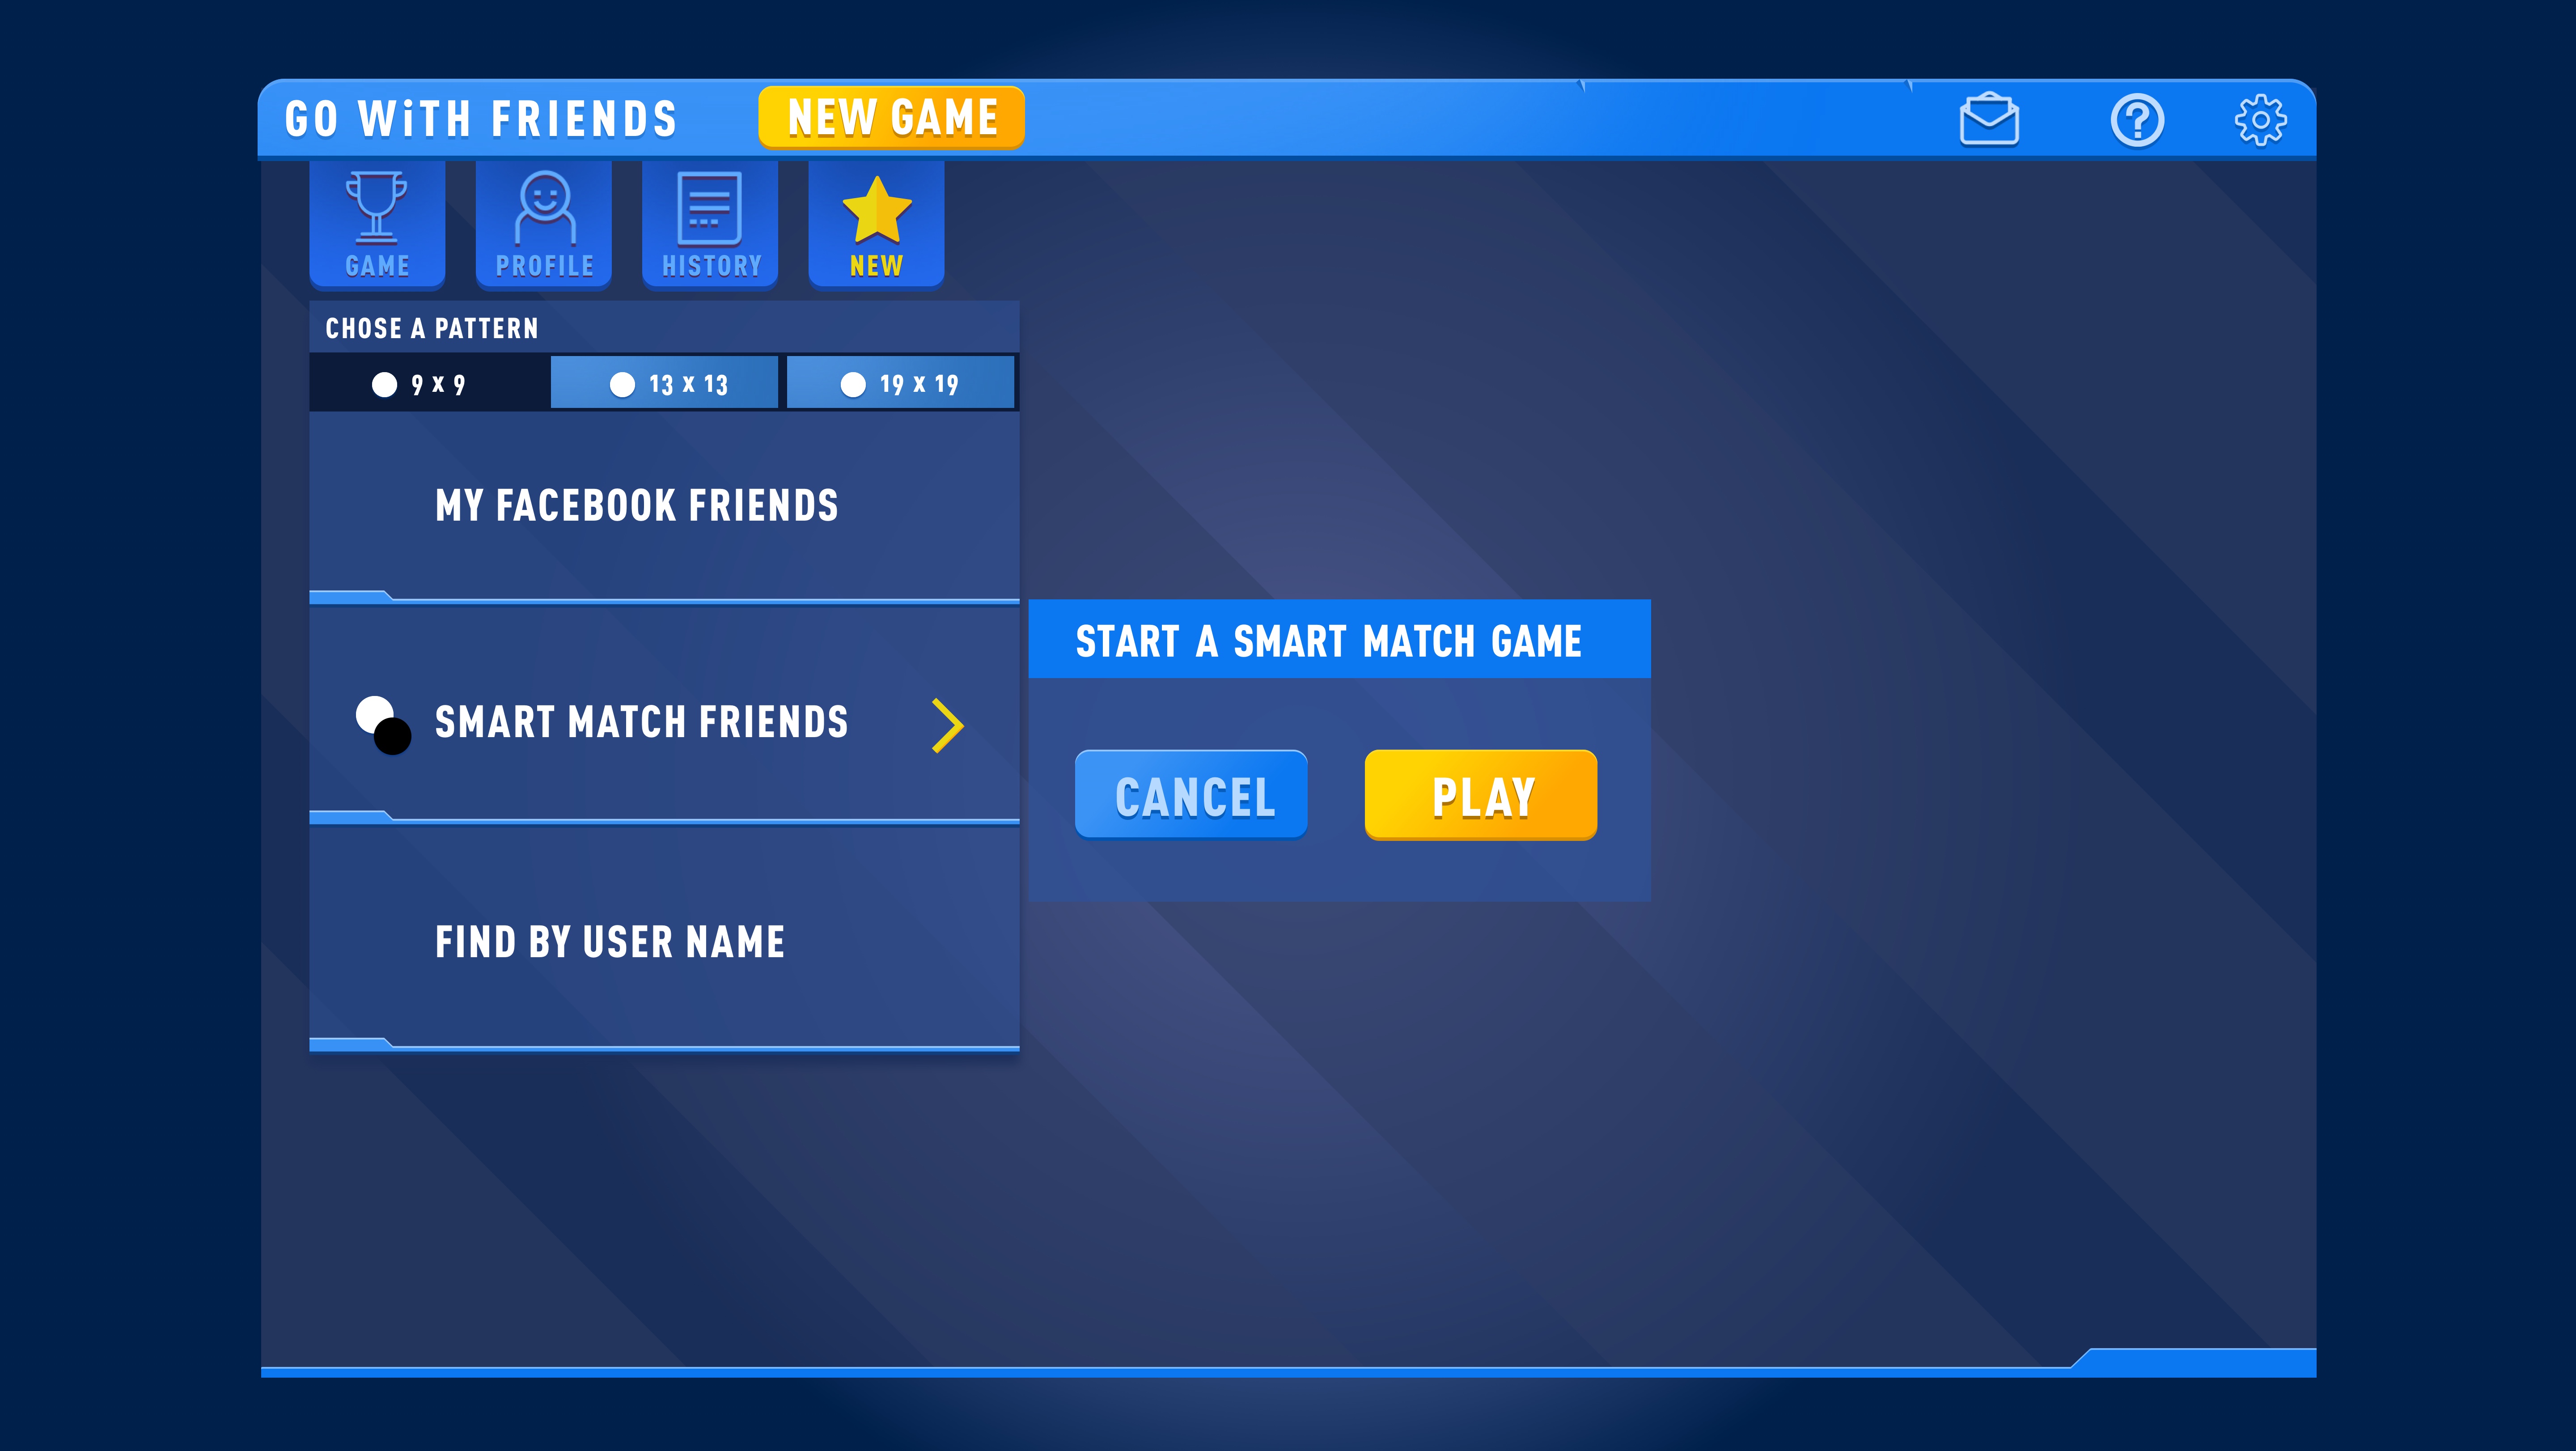 GO WiTH FRIENDS
NEW GAME
GAME
PROFILE
HISTORY
NEW
CHOSE A PATTERN
9 X 9
13 X 13
19 X 19
MY FACEBOOK FRIENDS
SMART MATCH FRIENDS
FIND BY USER NAME
START A SMART MATCH GAME
CANCEL
PLAY